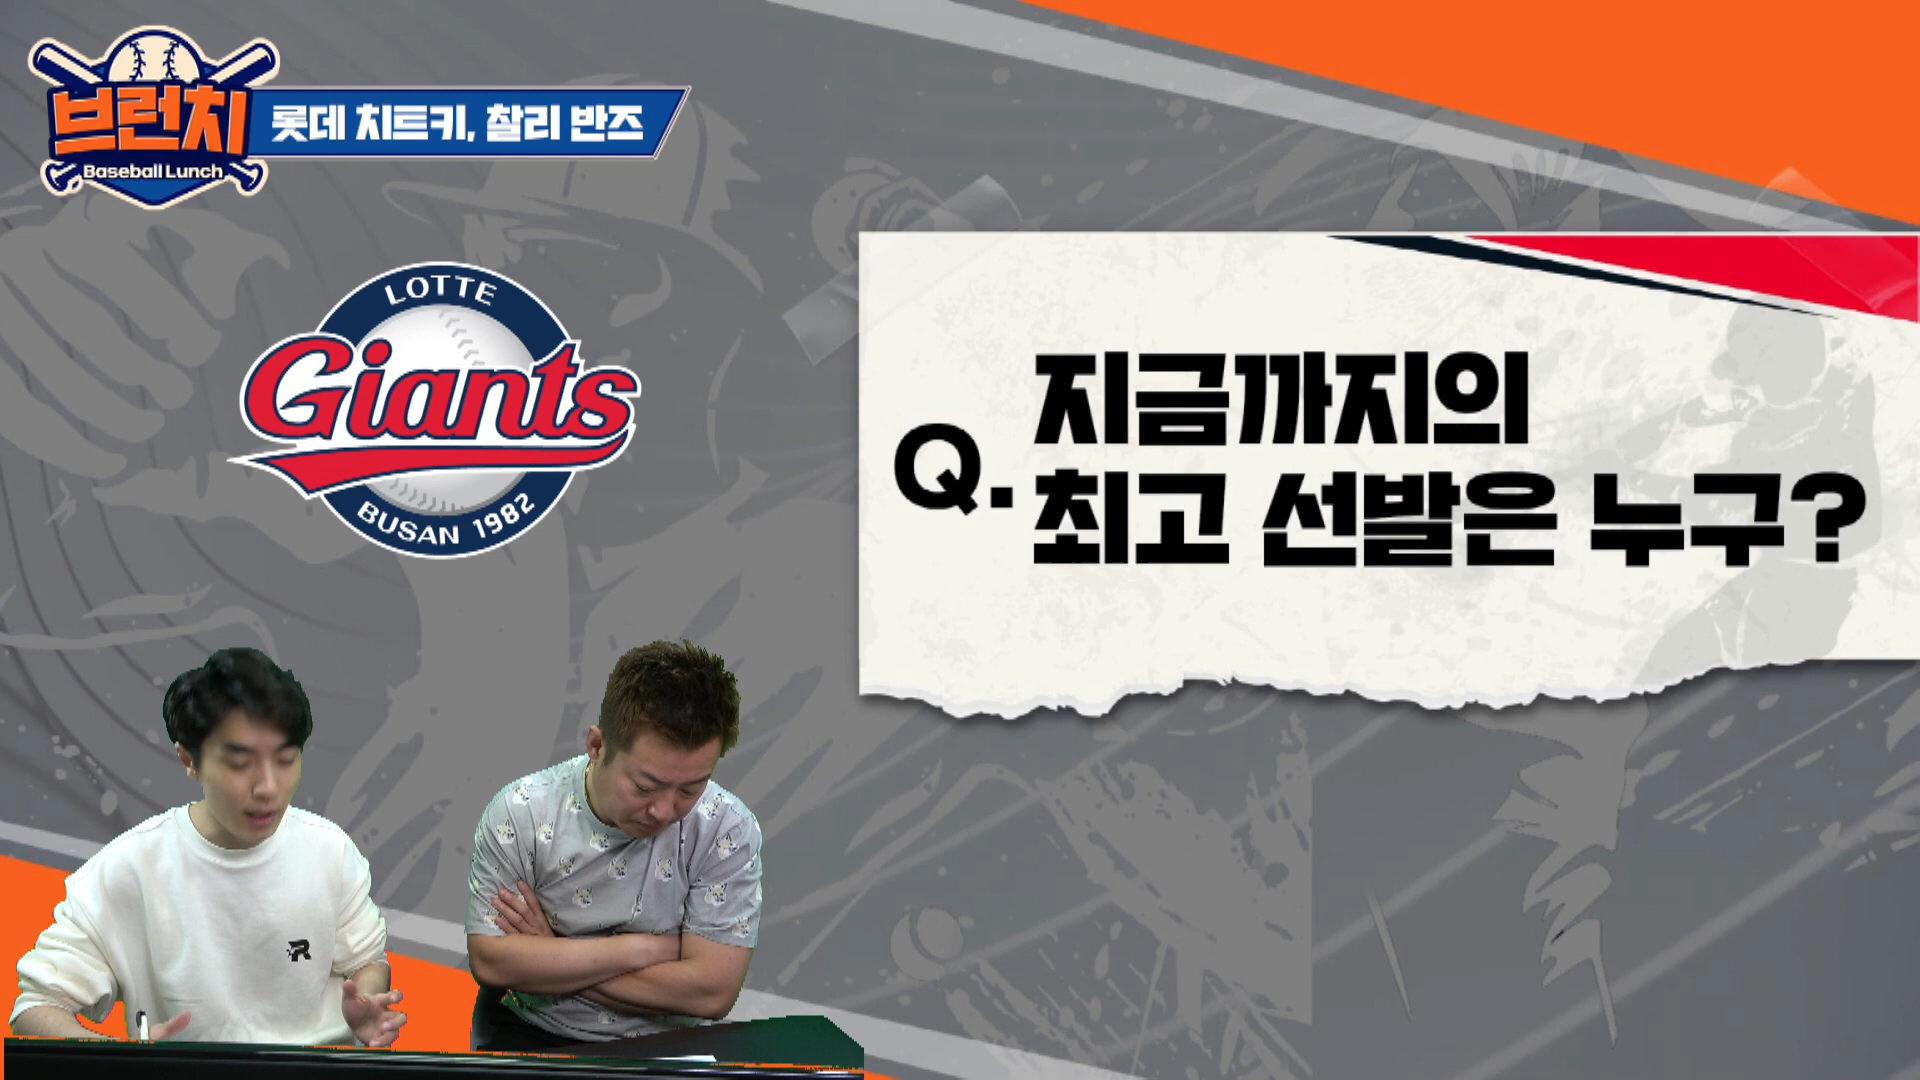 브런치
Baseball Lunch
롯데 치트키, 찰리 반즈
LOTTE
Giants
BUSAN 1982
Q. 지금까지의
최고 선발은 누구?
R